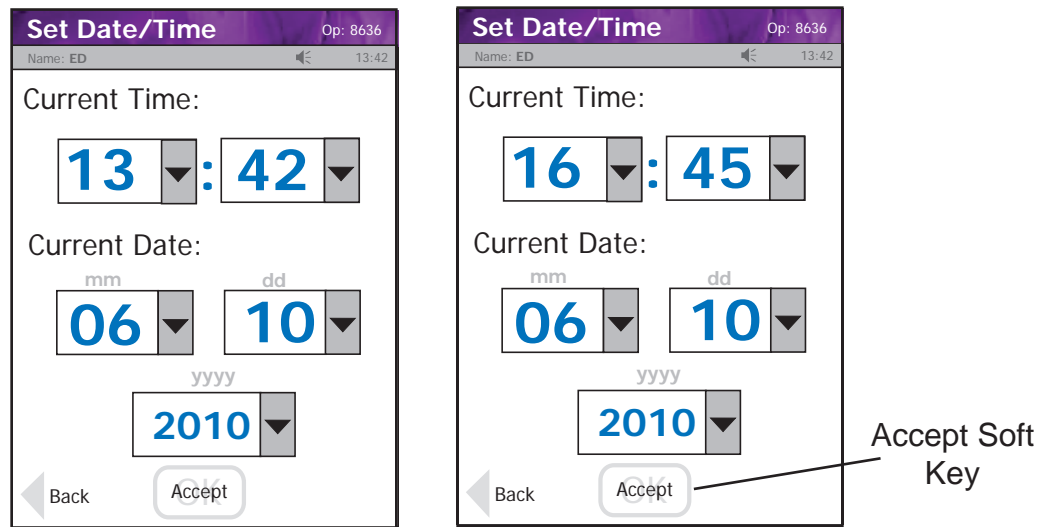 Set Date/Time Op: 8636
Name: ED 13:42
Current Time:
13 : 42
Current Date:
mm dd
06 10
yyyy
2010
Back Accept OK
Set Date/Time Op: 8636
Name: ED 13:42
Current Time:
16 : 45
Current Date:
mm dd
06 10
yyyy
2010
Back Accept OK
Accept Soft
Key